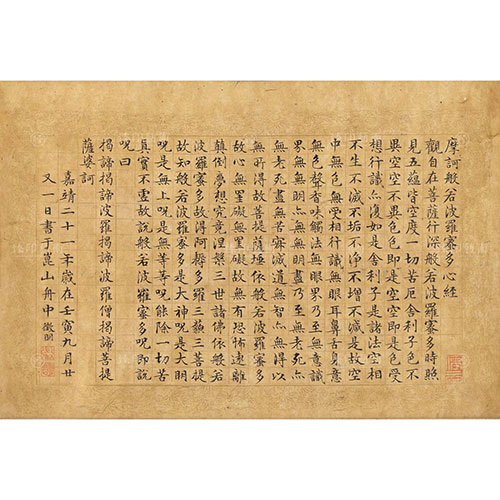 摩訶般若波羅蜜多心經
觀自在菩薩行深般若波羅蜜多時照
見五蘊皆空度一切苦厄舍利子色不
異空空不異色色即是空空即是色受
想行識亦復如是舍利子是諸法空相
不生不滅不垢不淨不增不減是故空
中無色無受想行識無眼耳鼻舌身意
無色聲香味觸法無眼界乃至無意識
界無無明亦無無明盡乃至無老死亦
無老死盡無苦集滅道無智亦無得以
無所得故菩提薩埵依般若波羅蜜多
故心無罣礙無罣礙故無有恐怖遠離
顛倒夢想究竟涅槃三世諸佛依般若
波羅蜜多故得阿耨多羅三藐三菩提
故知般若波羅蜜多是大神呪是大明
呪是無上呪是無等等呪能除一切苦
真實不虛故說般若波羅蜜多呪即說
呪曰
揭諦揭諦波羅揭諦波羅僧揭諦菩提
薩婆訶
嘉靖二十一年歲在壬寅九月廿
又一日書于崑山舟中 徵明